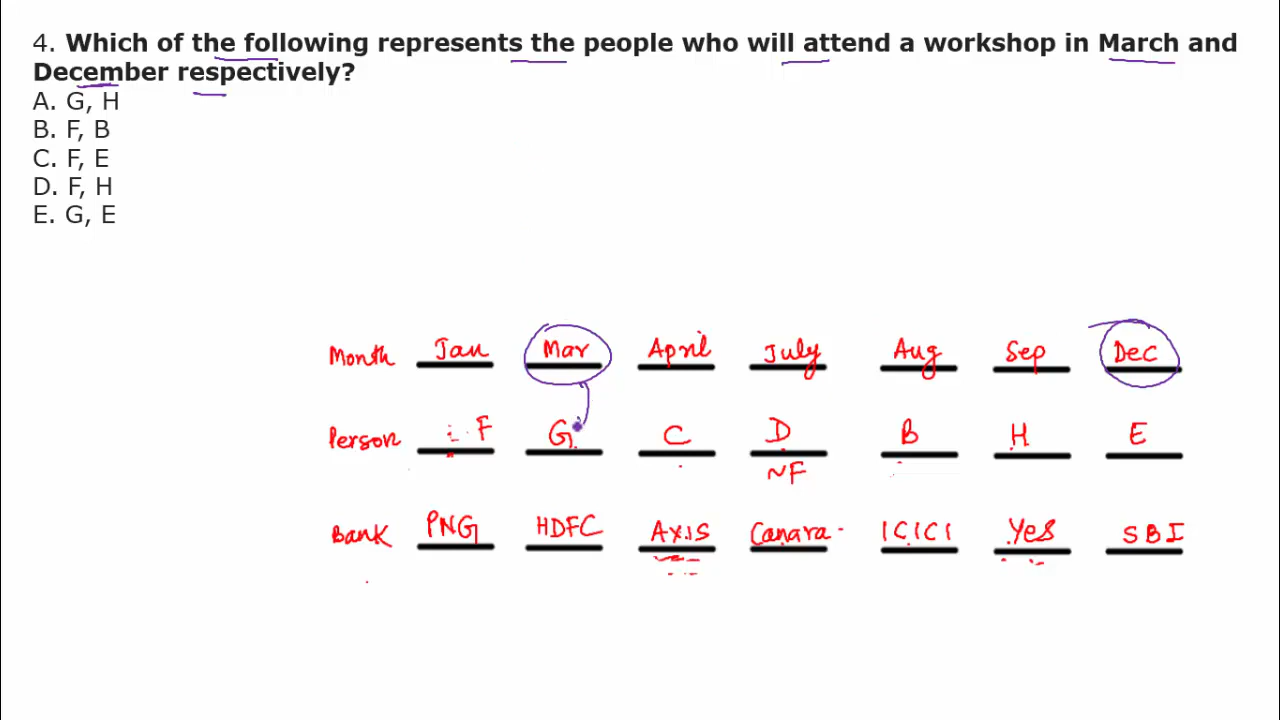 4. Which of the following represents the people who will attend a workshop in March and
December respectively?
A. G, H
B. F, B
C. F, E
D. F, H
E. G, E
Month Jan Mar April July Aug Sep Dec
Person F G C D B H E
~F
Bank PNG HDFC AXIS Canara ICICI Yes SBI